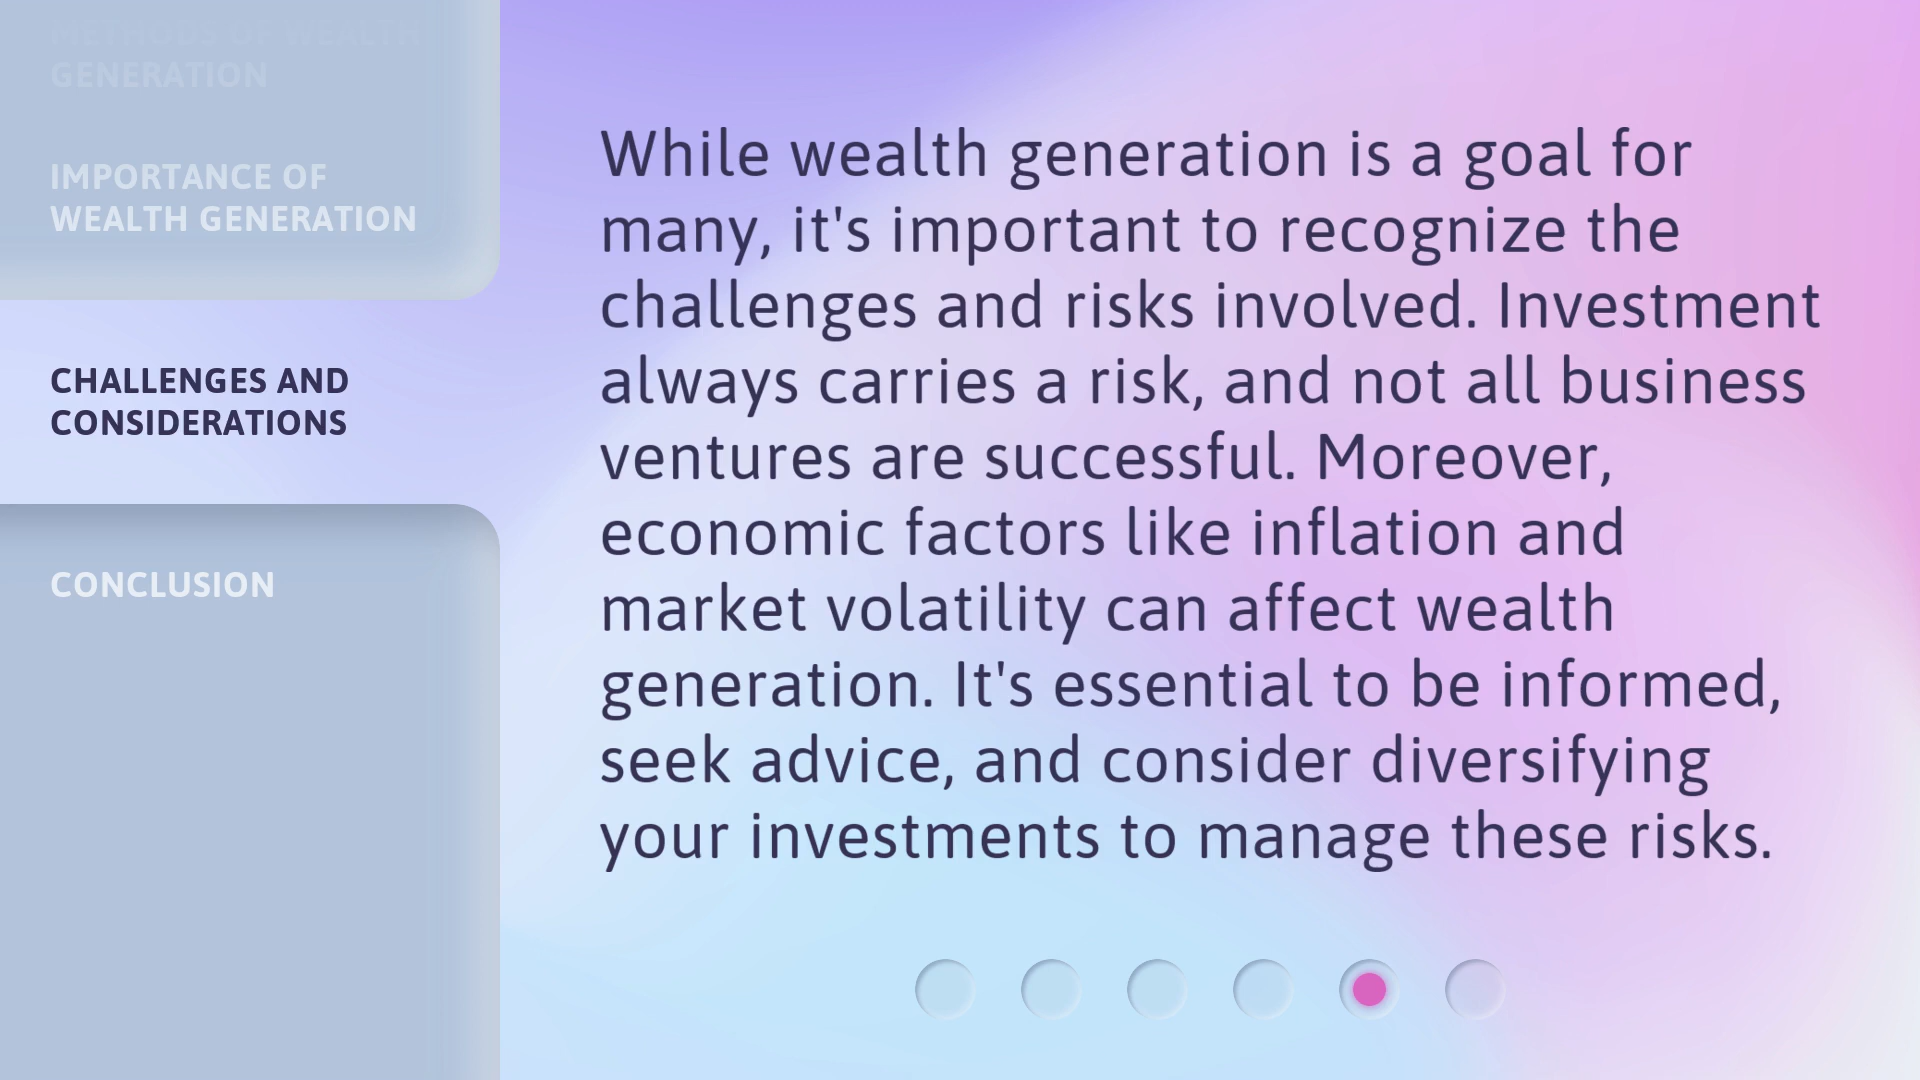 METHODS OF WEALTH
GENERATION
IMPORTANCE OF
WEALTH GENERATION
CHALLENGES AND
CONSIDERATIONS
CONCLUSION
While wealth generation is a goal for
many, it's important to recognize the
challenges and risks involved. Investment
always carries a risk, and not all business
ventures are successful. Moreover,
economic factors like inflation and
market volatility can affect wealth
generation. It's essential to be informed,
seek advice, and consider diversifying
your investments to manage these risks.